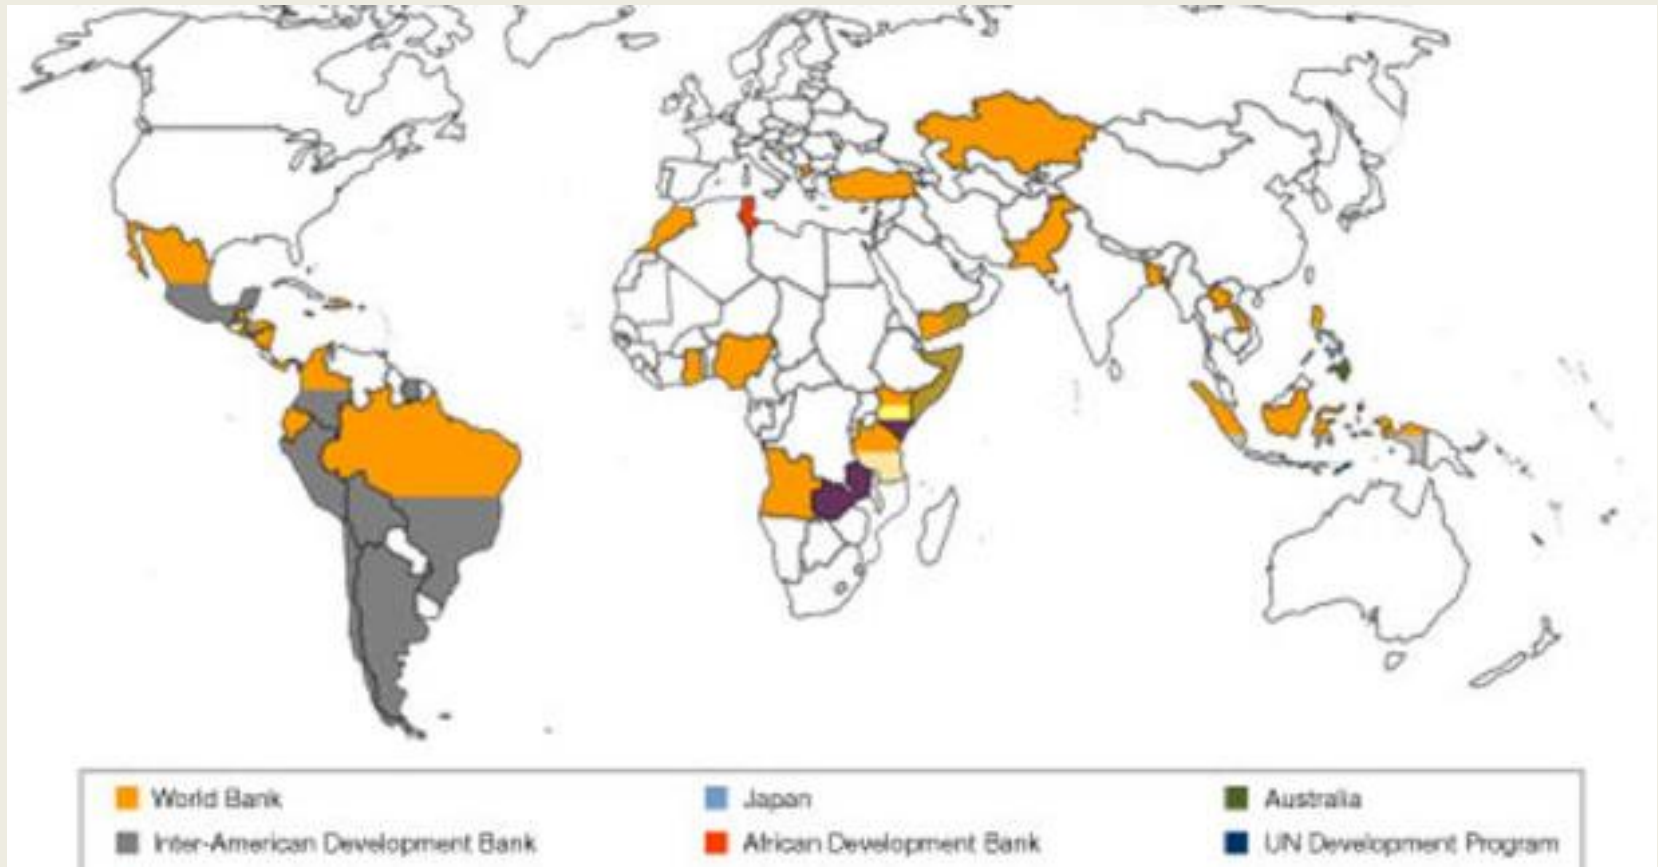 World Bank
Japan
Australia
Inter-American Development Bank
African Development Bank
UN Development Program